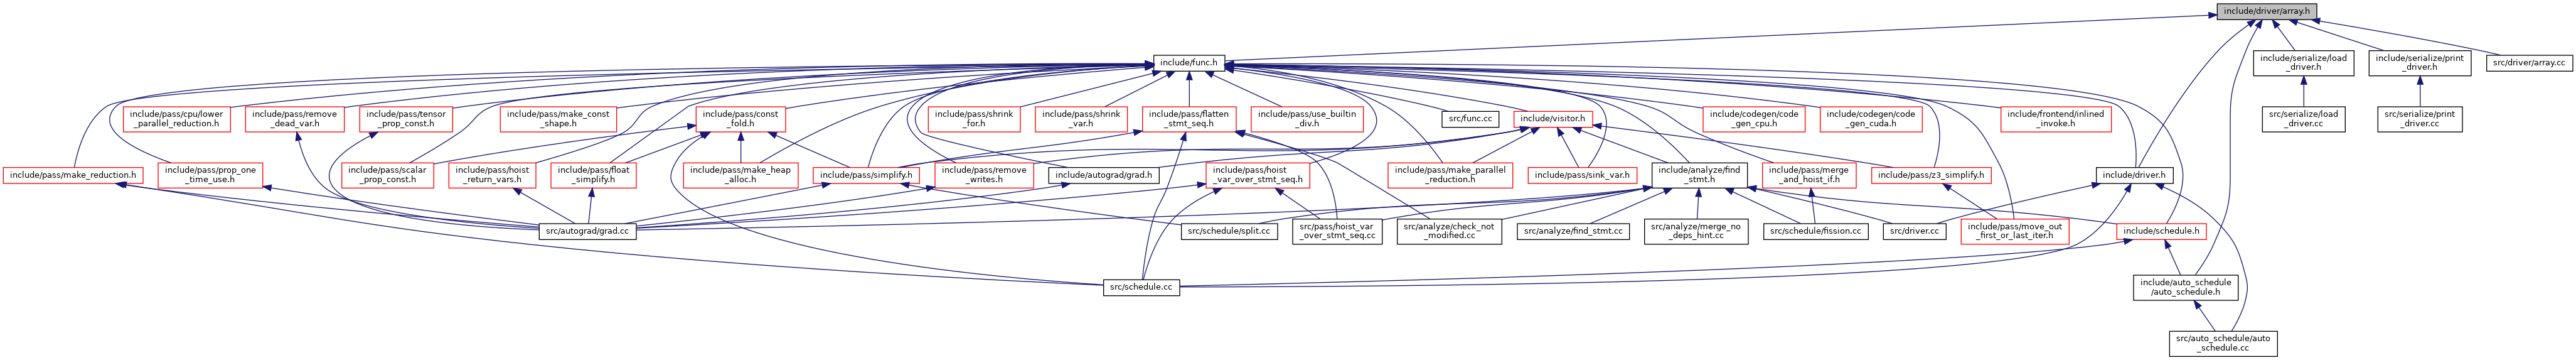 include/driver/array.h
include/func.h
include/serialize/load
_driver.h
include/serialize/print
_driver.h
src/driver/array.cc
include/pass/cpu/lower
_parallel_reduction.h
include/pass/remove
_dead_var.h
include/pass/tensor
_prop_const.h
include/pass/make_const
_shape.h
include/pass/const
_fold.h
include/pass/shrink
_for.h
include/pass/shrink
_var.h
include/pass/flatten
_stmt_seq.h
include/pass/use_builtin
_div.h
src/func.cc
include/visitor.h
include/codegen/code
_gen_cpu.h
include/codegen/code
_gen_cuda.h
include/frontend/inlined
_invoke.h
src/serialize/load
_driver.cc
src/serialize/print
_driver.cc
include/pass/make_reduction.h
include/pass/prop_one
_time_use.h
include/pass/scalar
_prop_const.h
include/pass/hoist
_return_vars.h
include/pass/float
_simplify.h
include/pass/make_heap
_alloc.h
include/pass/simplify.h
include/pass/remove
_writes.h
include/autograd/grad.h
include/pass/hoist
_var_over_stmt_seq.h
include/pass/make_parallel
_reduction.h
include/pass/sink_var.h
include/analyze/find
_stmt.h
include/pass/merge
_and_hoist_if.h
include/pass/z3_simplify.h
include/driver.h
src/autograd/grad.cc
src/schedule/split.cc
src/pass/hoist_var
_over_stmt_seq.cc
src/analyze/check_not
_modified.cc
src/analyze/find_stmt.cc
src/analyze/merge_no
_deps_hint.cc
src/schedule/fission.cc
src/driver.cc
include/pass/move_out
_first_or_last_iter.h
include/schedule.h
src/schedule.cc
include/auto_schedule
/auto_schedule.h
src/auto_schedule/auto
_schedule.cc